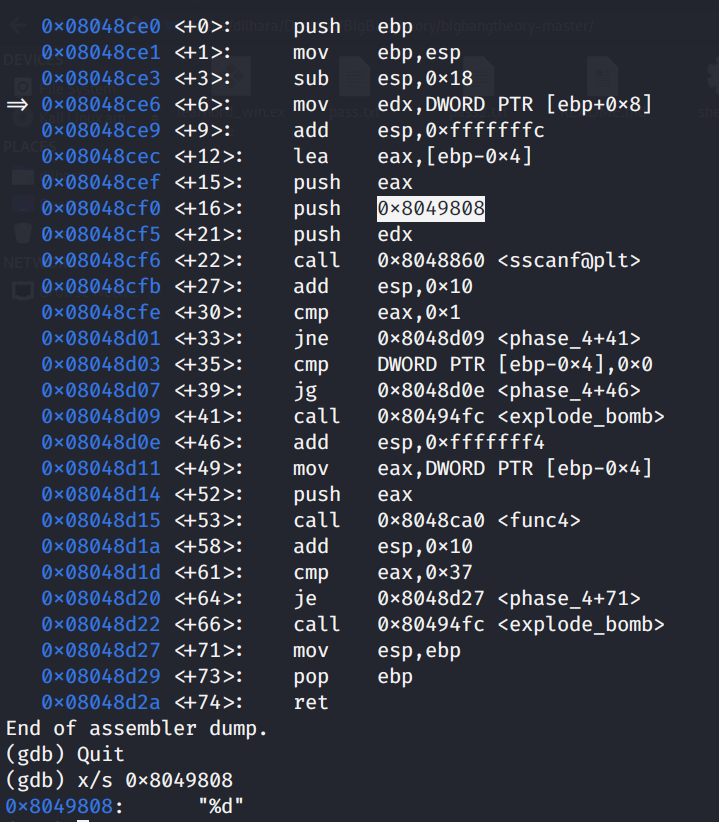 0x08048ce0 <+0>: push ebp
0x08048ce1 <+1>: mov ebp,esp
0x08048ce3 <+3>: sub esp,0x18
=> 0x08048ce6 <+6>: mov edx,DWORD PTR [ebp+0x8]
0x08048ce9 <+9>: add esp,0xfffffffc
0x08048cec <+12>: lea eax,[ebp-0x4]
0x08048cef <+15>: push eax
0x08048cf0 <+16>: push 0x8049808
0x08048cf5 <+21>: push edx
0x08048cf6 <+22>: call 0x8048860 <sscanf@plt>
0x08048cfb <+27>: add esp,0x10
0x08048cfe <+30>: cmp eax,0x1
0x08048d01 <+33>: jne 0x8048d09 <phase_4+41>
0x08048d03 <+35>: cmp DWORD PTR [ebp-0x4],0x0
0x08048d07 <+39>: jg 0x8048d0e <phase_4+46>
0x08048d09 <+41>: call 0x80494fc <explode_bomb>
0x08048d0e <+46>: add esp,0xfffffff4
0x08048d11 <+49>: mov eax,DWORD PTR [ebp-0x4]
0x08048d14 <+52>: push eax
0x08048d15 <+53>: call 0x8048ca0 <func4>
0x08048d1a <+58>: add esp,0x10
0x08048d1d <+61>: cmp eax,0x37
0x08048d20 <+64>: je 0x8048d27 <phase_4+71>
0x08048d22 <+66>: call 0x80494fc <explode_bomb>
0x08048d27 <+71>: mov esp,ebp
0x08048d29 <+73>: pop ebp
0x08048d2a <+74>: ret
End of assembler dump.
(gdb) Quit
(gdb) x/s 0x8049808
0x8049808: "%d"